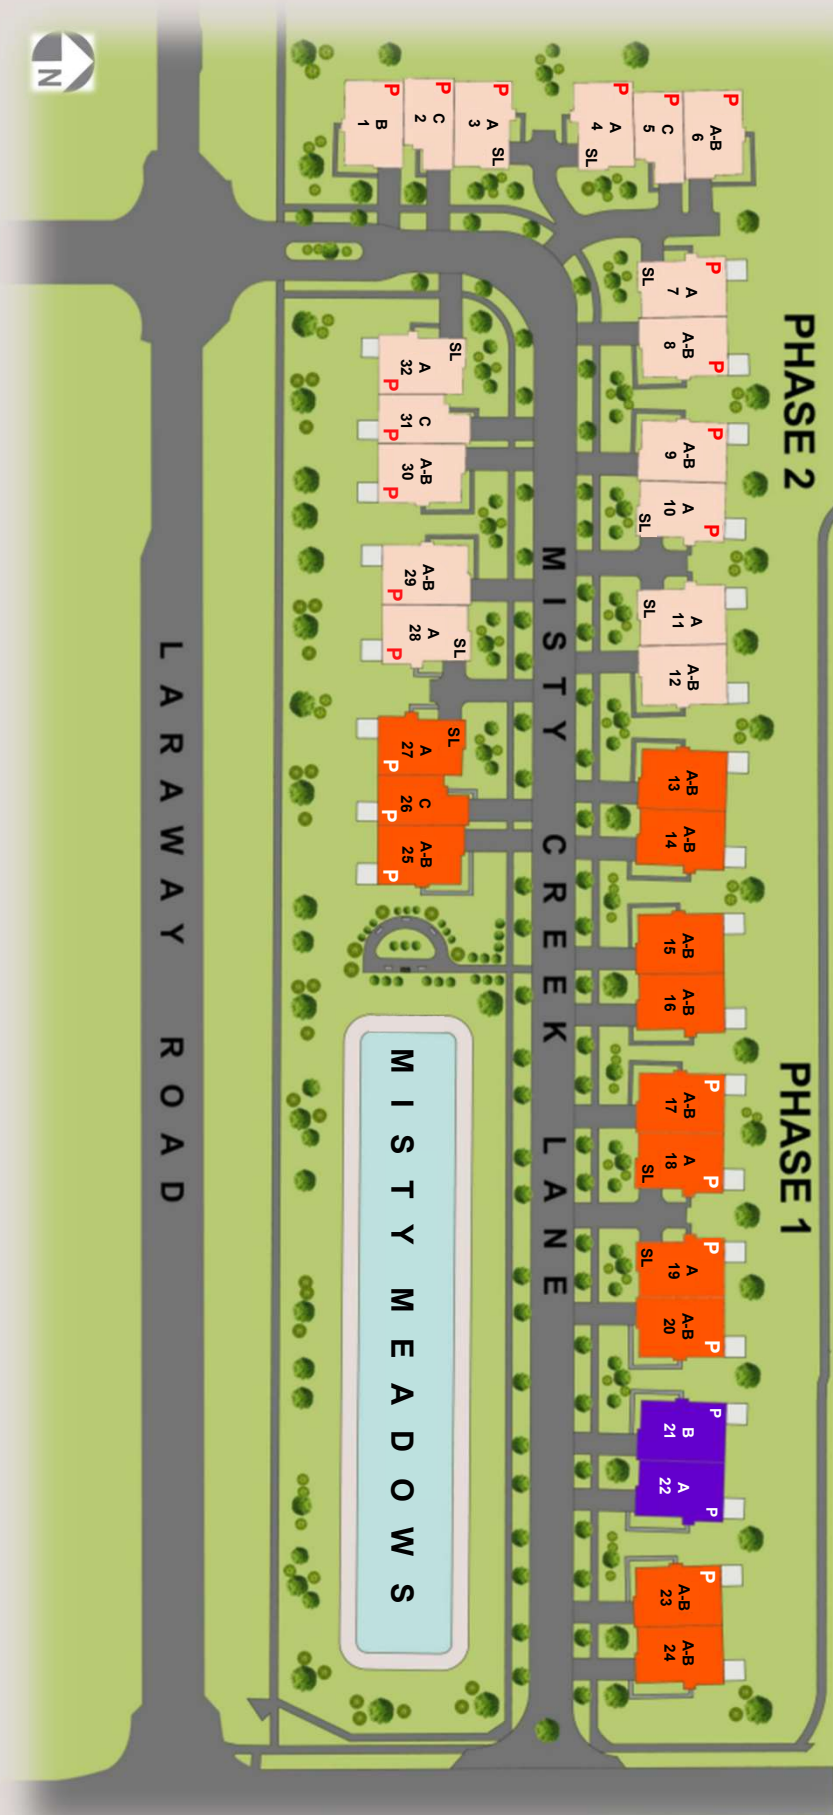 N
P
B
1
P
C
2
P
A
3
SL
P
A
4
SL
P
C
5
P
A-B
6
P
A
7
SL
A-B
8
P
P
A-B
9
A
10
P
SL
A
11
SL
A-B
12
A-B
13
A-B
14
A-B
15
A-B
16
P
A-B
17
A
18
P
SL
P
A
19
SL
A-B
20
P
P
B
21
A
22
P
P
A-B
23
A-B
24
SL
A
32
P
C
31
P
A-B
30
P
A-B
29
P
A
28
SL
P
SL
A
27
P
C
26
P
A-B
25
P
PHASE 2
PHASE 1
MISTY CREEK LANE
MISTY MEADOWS
LARAWAY ROAD